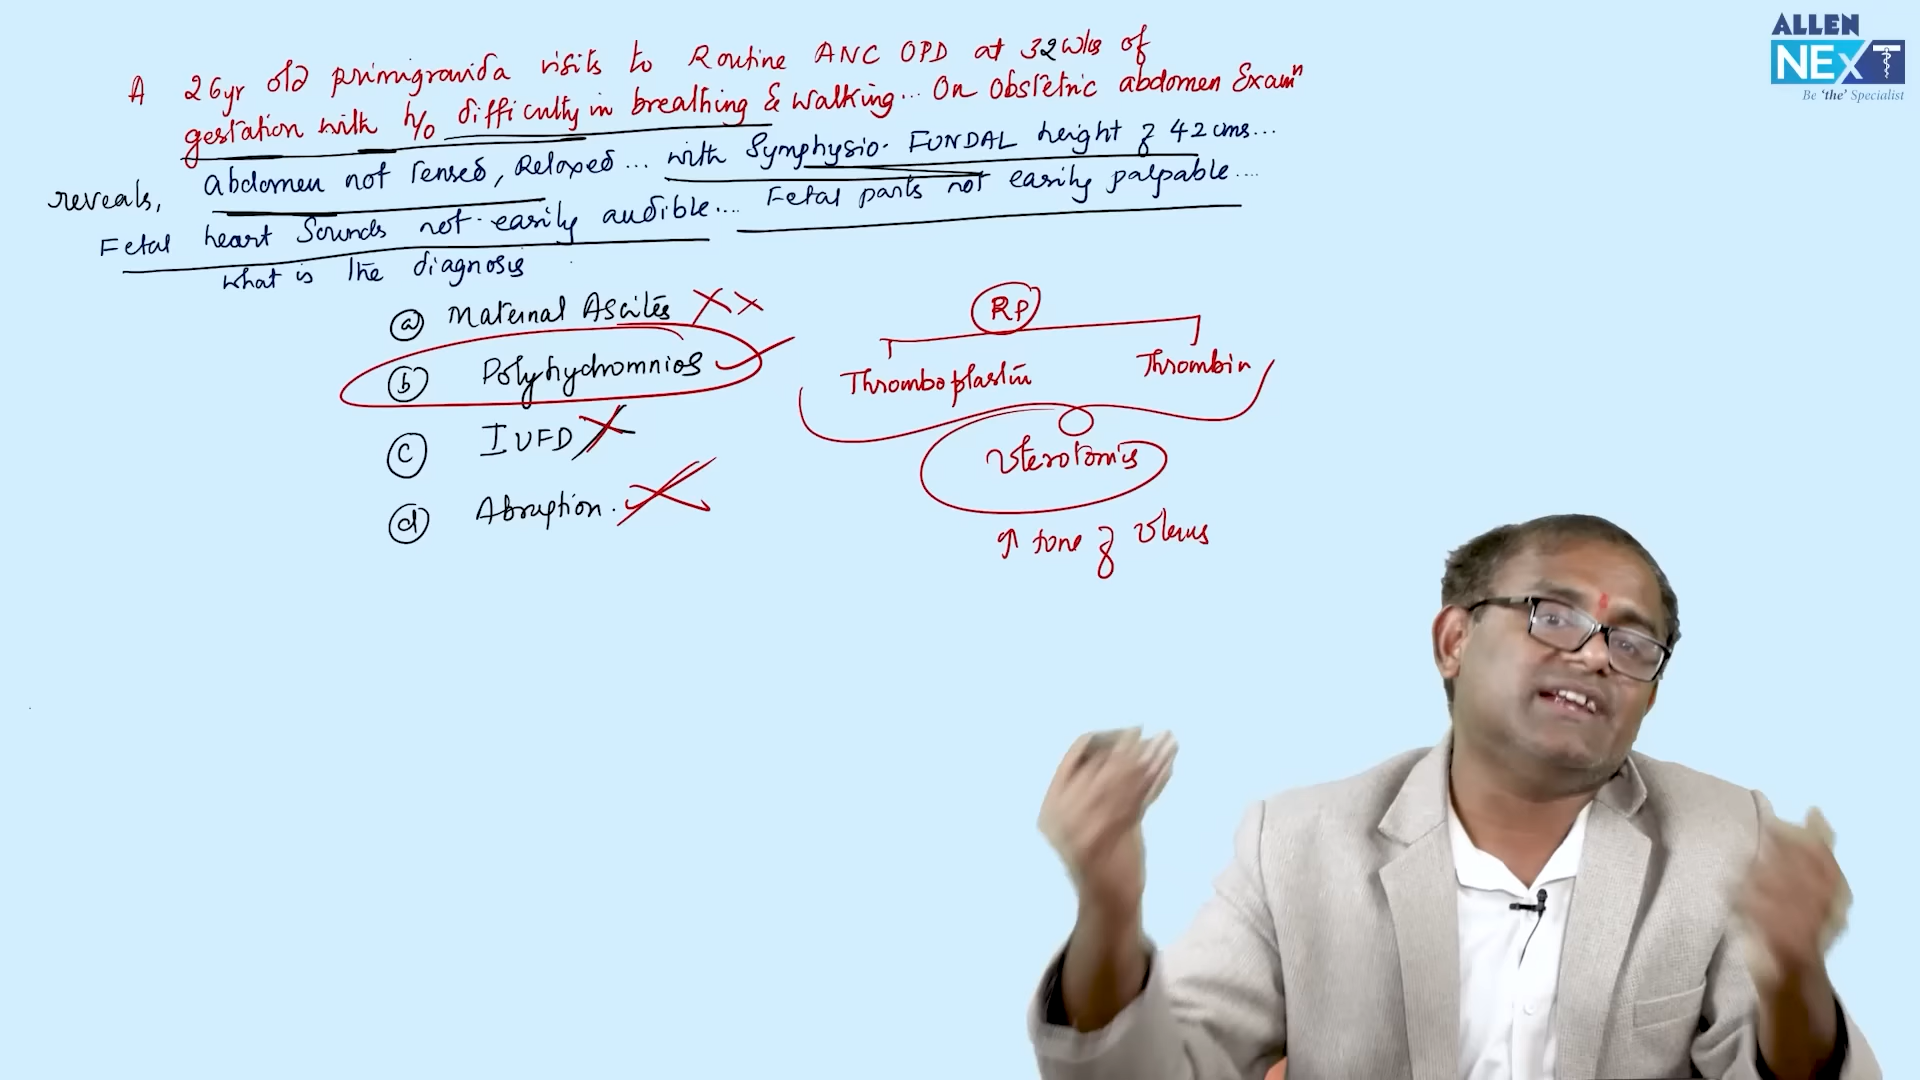 ALLEN
NEXT
Be 'the' Specialist
A 26yr old primigravida visits to Routine ANC OPD at 32wks of
gestation with h/o difficulty in breathing & walking... On Obstetric abdomen Examn
reveals, abdomen not tensed, Relaxed... with Symphysio-FUNDAL height of 42cms...
Fetal heart Sounds not easily audible.... Fetal parts not easily palpable....
What is the diagnosis
a Maternal Ascites
b Polyhydromnios
c IUFD
d Abruption.
RP
Thromboplastin Thrombin
Uterotonics
↑ tone of Uterus